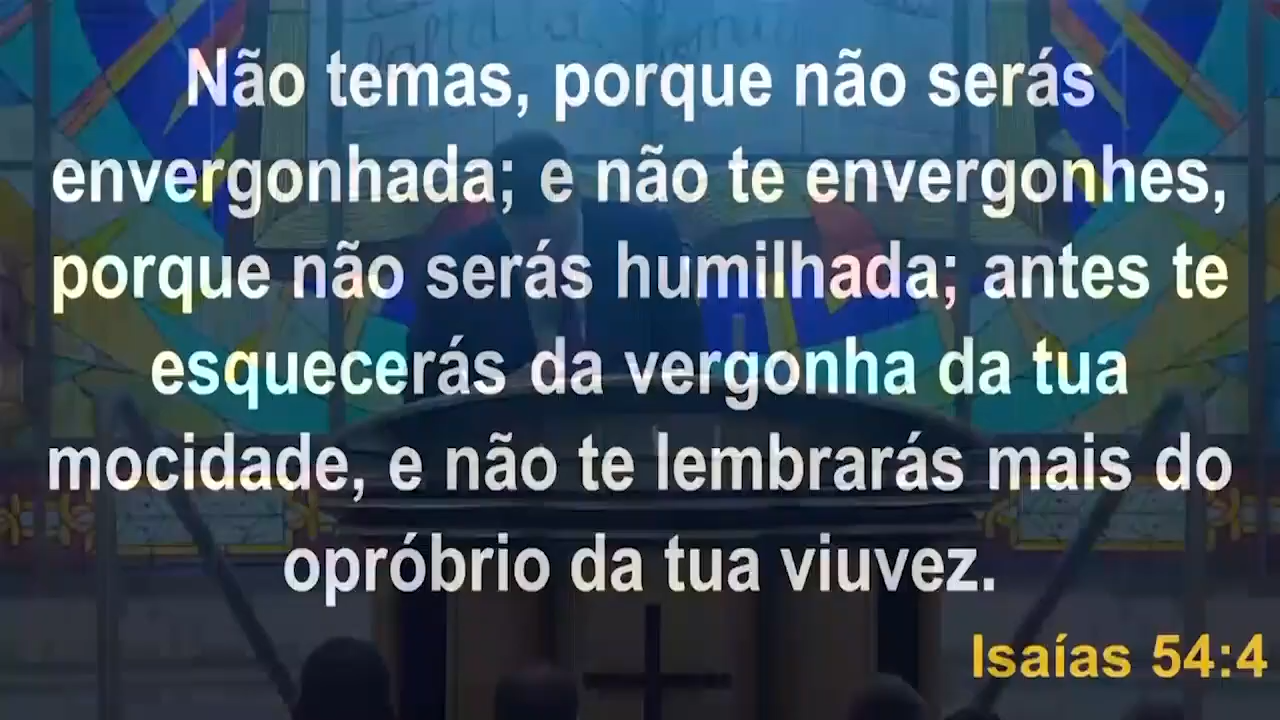 Não temas, porque não serás
envergonhada; e não te envergonhes,
porque não serás humilhada; antes te
esquecerás da vergonha da tua
mocidade, e não te lembrarás mais do
opróbrio da tua viuvez.
Isaías 54:4